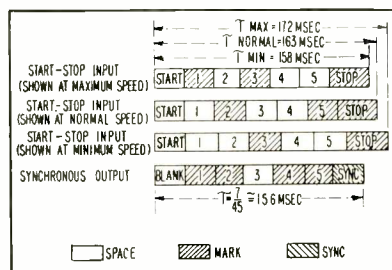 T MAX = 172 MSEC
T NORMAL = 163 MSEC
T MIN = 158 MSEC
START-STOP INPUT
(SHOWN AT MAXIMUM SPEED)
START 1 2 3 4 5 STOP
START-STOP INPUT
(SHOWN AT NORMAL SPEED)
START 1 2 3 4 5 STOP
START-STOP INPUT
(SHOWN AT MINIMUM SPEED)
START 1 2 3 4 5 STOP
SYNCHRONOUS OUTPUT
BLANK 1 2 3 4 5 SYNC
T = 7/45 ≅ 156 MSEC
SPACE MARK SYNC